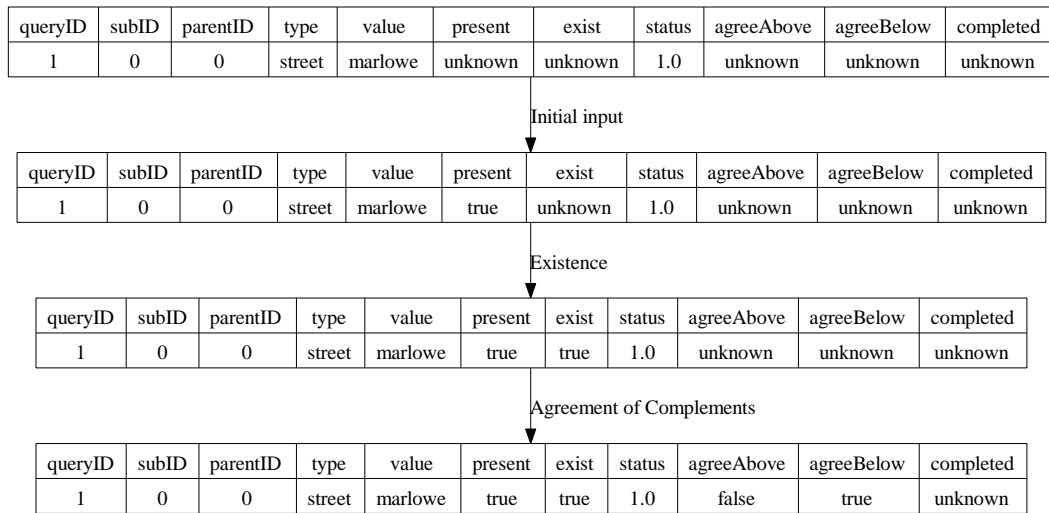 queryID subID parentID type value present exist status agreeAbove agreeBelow completed
1 0 0 street marlowe unknown unknown 1.0 unknown unknown unknown
Initial input
queryID subID parentID type value present exist status agreeAbove agreeBelow completed
1 0 0 street marlowe true unknown 1.0 unknown unknown unknown
Existence
queryID subID parentID type value present exist status agreeAbove agreeBelow completed
1 0 0 street marlowe true true 1.0 unknown unknown unknown
Agreement of Complements
queryID subID parentID type value present exist status agreeAbove agreeBelow completed
1 0 0 street marlowe true true 1.0 false true unknown